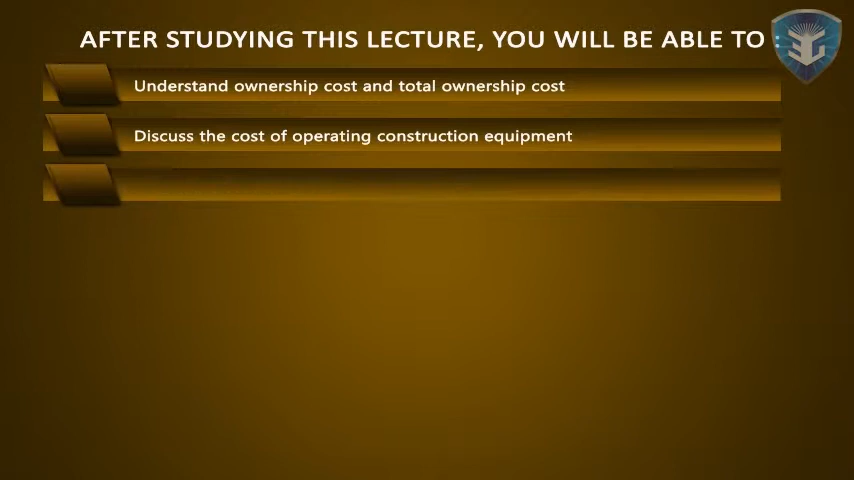 AFTER STUDYING THIS LECTURE, YOU WILL BE ABLE TO :
Understand ownership cost and total ownership cost
Discuss the cost of operating construction equipment